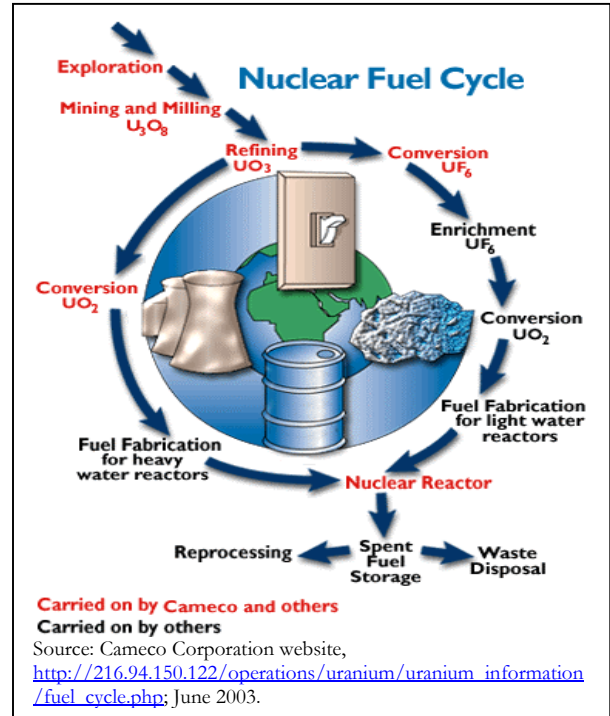 Nuclear Fuel Cycle
Exploration
Mining and Milling
U₃O₈
Refining
UO₃
Conversion
UF₆
Enrichment
UF₆
Conversion
UO₂
Fuel Fabrication
for light water
reactors
Conversion
UO₂
Fuel Fabrication
for heavy
water reactors
Nuclear Reactor
Spent
Fuel
Storage
Reprocessing
Waste
Disposal
Carried on by Cameco and others
Carried on by others
Source: Cameco Corporation website,
http://216.94.150.122/operations/uranium/uranium_information
/fuel_cycle.php; June 2003.